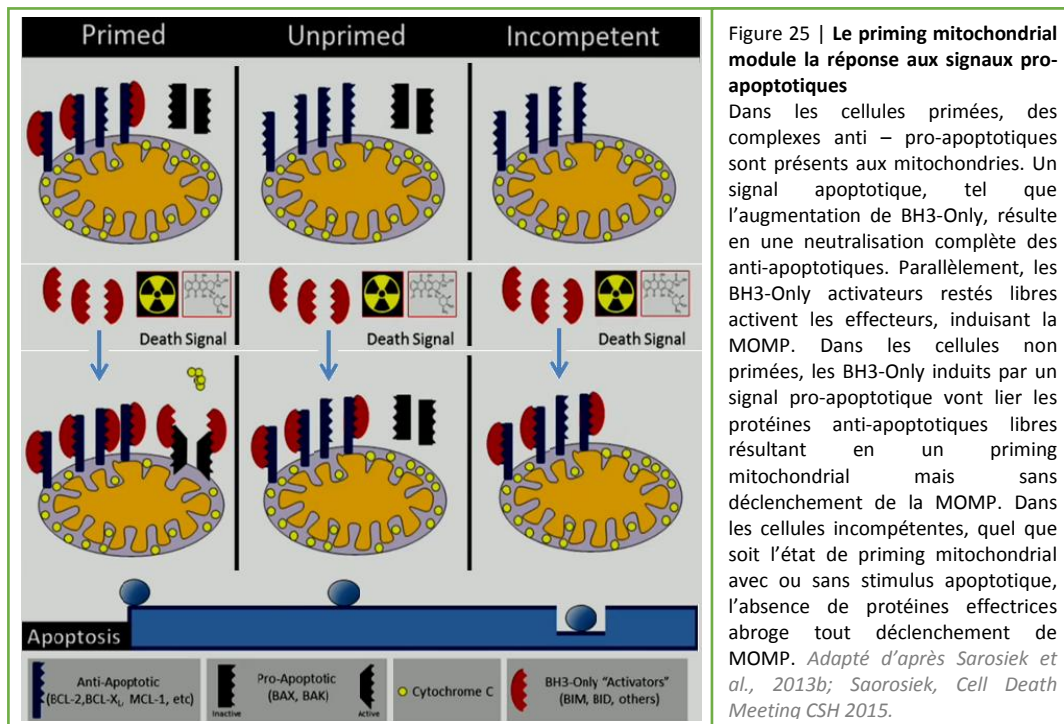 Primed
Unprimed
Incompetent
Death Signal
Death Signal
Death Signal
Apoptosis
Anti-Apoptotic
(BCL-2,BCL-XL, MCL-1, etc)
Pro-Apoptotic
(BAX, BAK)
Inactive
Active
Cytochrome C
BH3-Only "Activators"
(BIM, BID, others)
Figure 25 | Le priming mitochondrial
module la réponse aux signaux pro-
apoptotiques
Dans les cellules primées, des
complexes anti – pro-apoptotiques
sont présents aux mitochondries. Un
signal apoptotique, tel que
l'augmentation de BH3-Only, résulte
en une neutralisation complète des
anti-apoptotiques. Parallèlement, les
BH3-Only activateurs restés libres
activent les effecteurs, induisant la
MOMP. Dans les cellules non
primées, les BH3-Only induits par un
signal pro-apoptotique vont lier les
protéines anti-apoptotiques libres
résultant en un priming
mitochondrial mais sans
déclenchement de la MOMP. Dans
les cellules incompétentes, quel que
soit l'état de priming mitochondrial
avec ou sans stimulus apoptotique,
l'absence de protéines effectrices
abroge tout déclenchement de
MOMP. Adapté d'après Sarosiek et
al., 2013b; Saorosiek, Cell Death
Meeting CSH 2015.